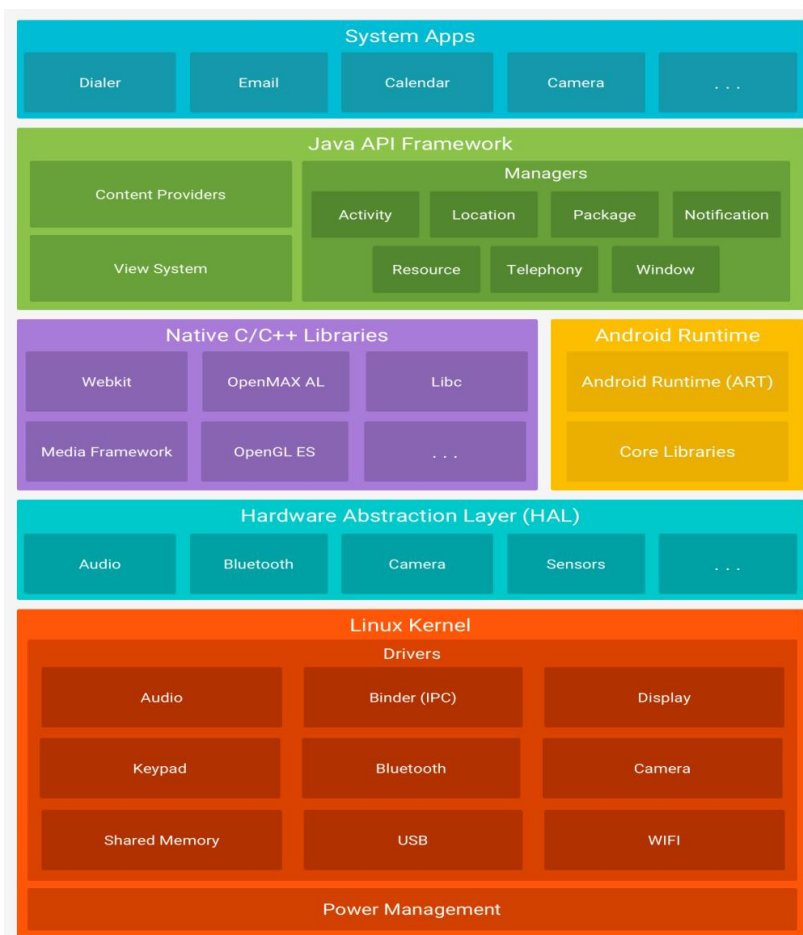 System Apps
Dialer Email Calendar Camera . . .
Java API Framework
Content Providers
View System
Managers
Activity Location Package Notification
Resource Telephony Window
Native C/C++ Libraries
Webkit OpenMAX AL Libc
Media Framework OpenGL ES . . .
Android Runtime
Android Runtime (ART)
Core Libraries
Hardware Abstraction Layer (HAL)
Audio Bluetooth Camera Sensors . . .
Linux Kernel
Drivers
Audio Binder (IPC) Display
Keypad Bluetooth Camera
Shared Memory USB WIFI
Power Management